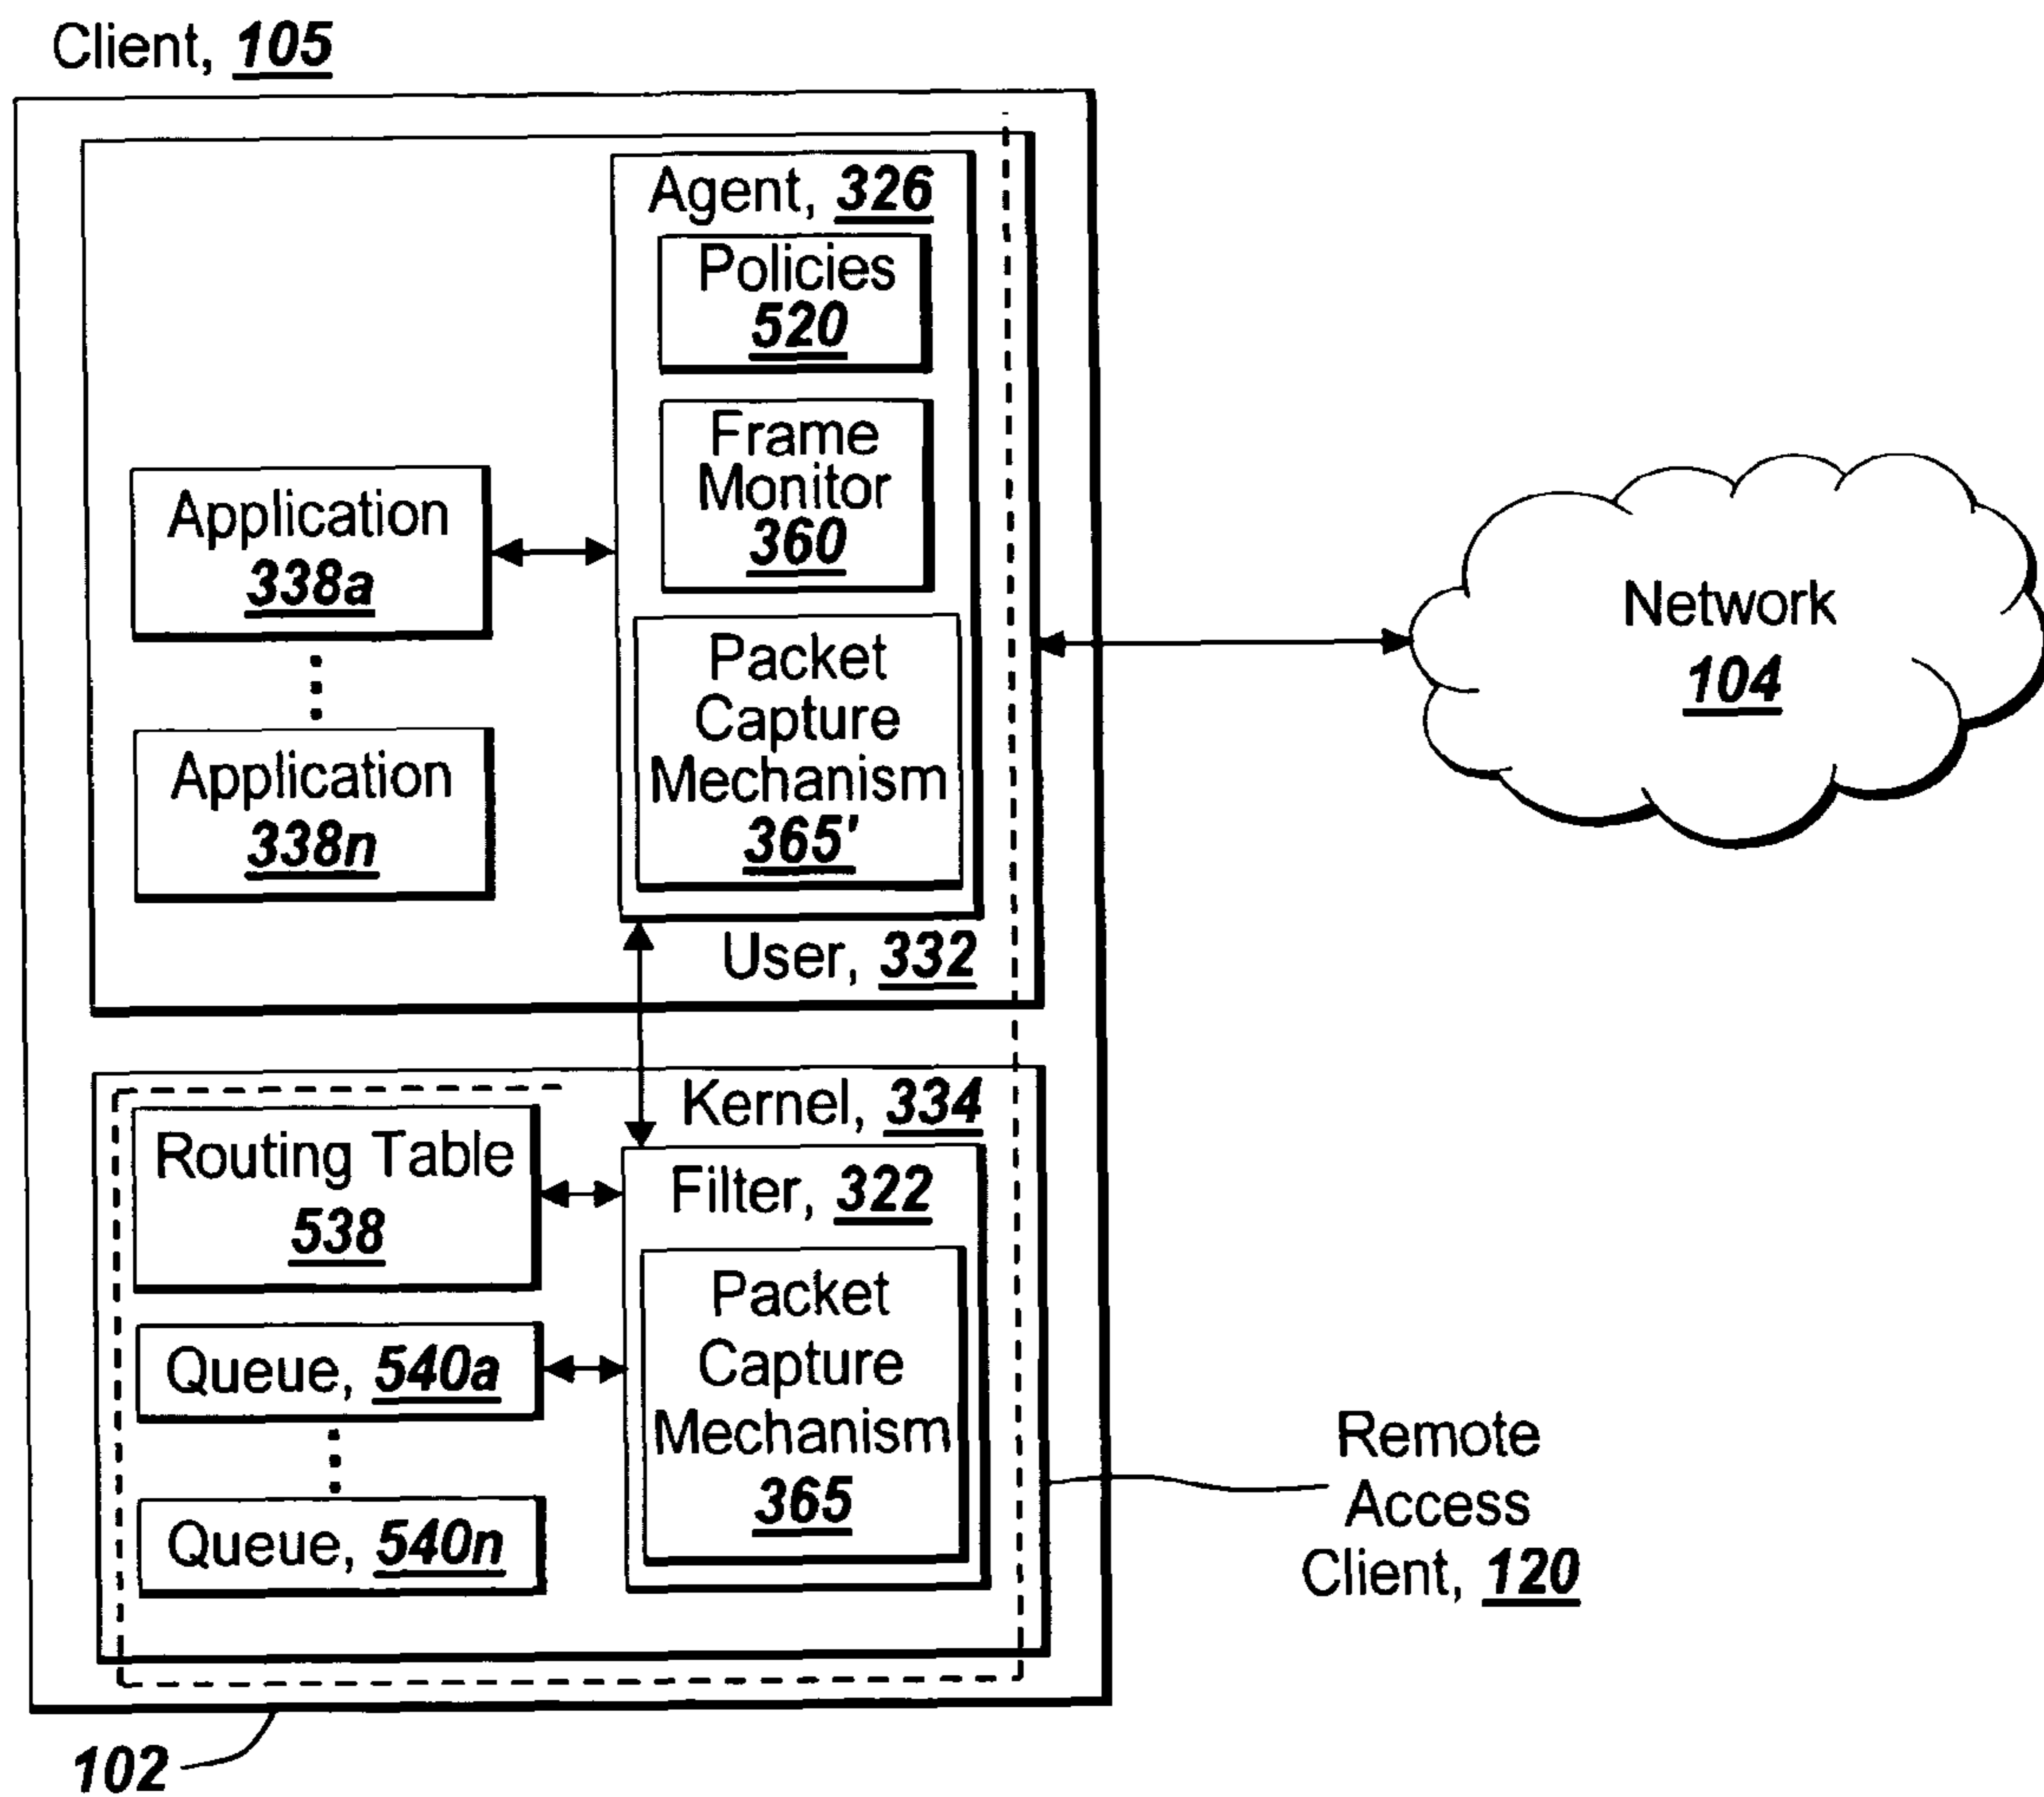 Client, 105
Agent, 326
Policies
520
Frame
Monitor
360
Packet
Capture
Mechanism
365'
Application
338a
Application
338n
User, 332
Network
104
Kernel, 334
Routing Table
538
Filter, 322
Packet
Capture
Mechanism
365
Queue, 540a
Queue, 540n
Remote
Access
Client, 120
102